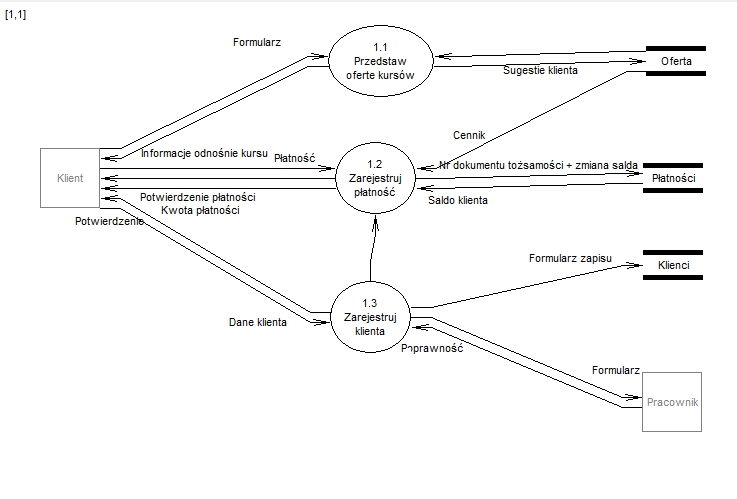 [1,1]
Formularz
1.1
Przedstaw
oferte kursów
Oferta
Sugestie klienta
Cennik
Informacje odnośnie kursu
Płatność
1.2
Zarejestruj
płatność
Nr dokumentu tożsamości + zmiana salda
Płatności
Klient
Saldo klienta
Potwierdzenie płatności
Kwota płatności
Potwierdzenie
Formularz zapisu
Klienci
1.3
Zarejestruj
klienta
Dane klienta
Poprawność
Formularz
Pracownik